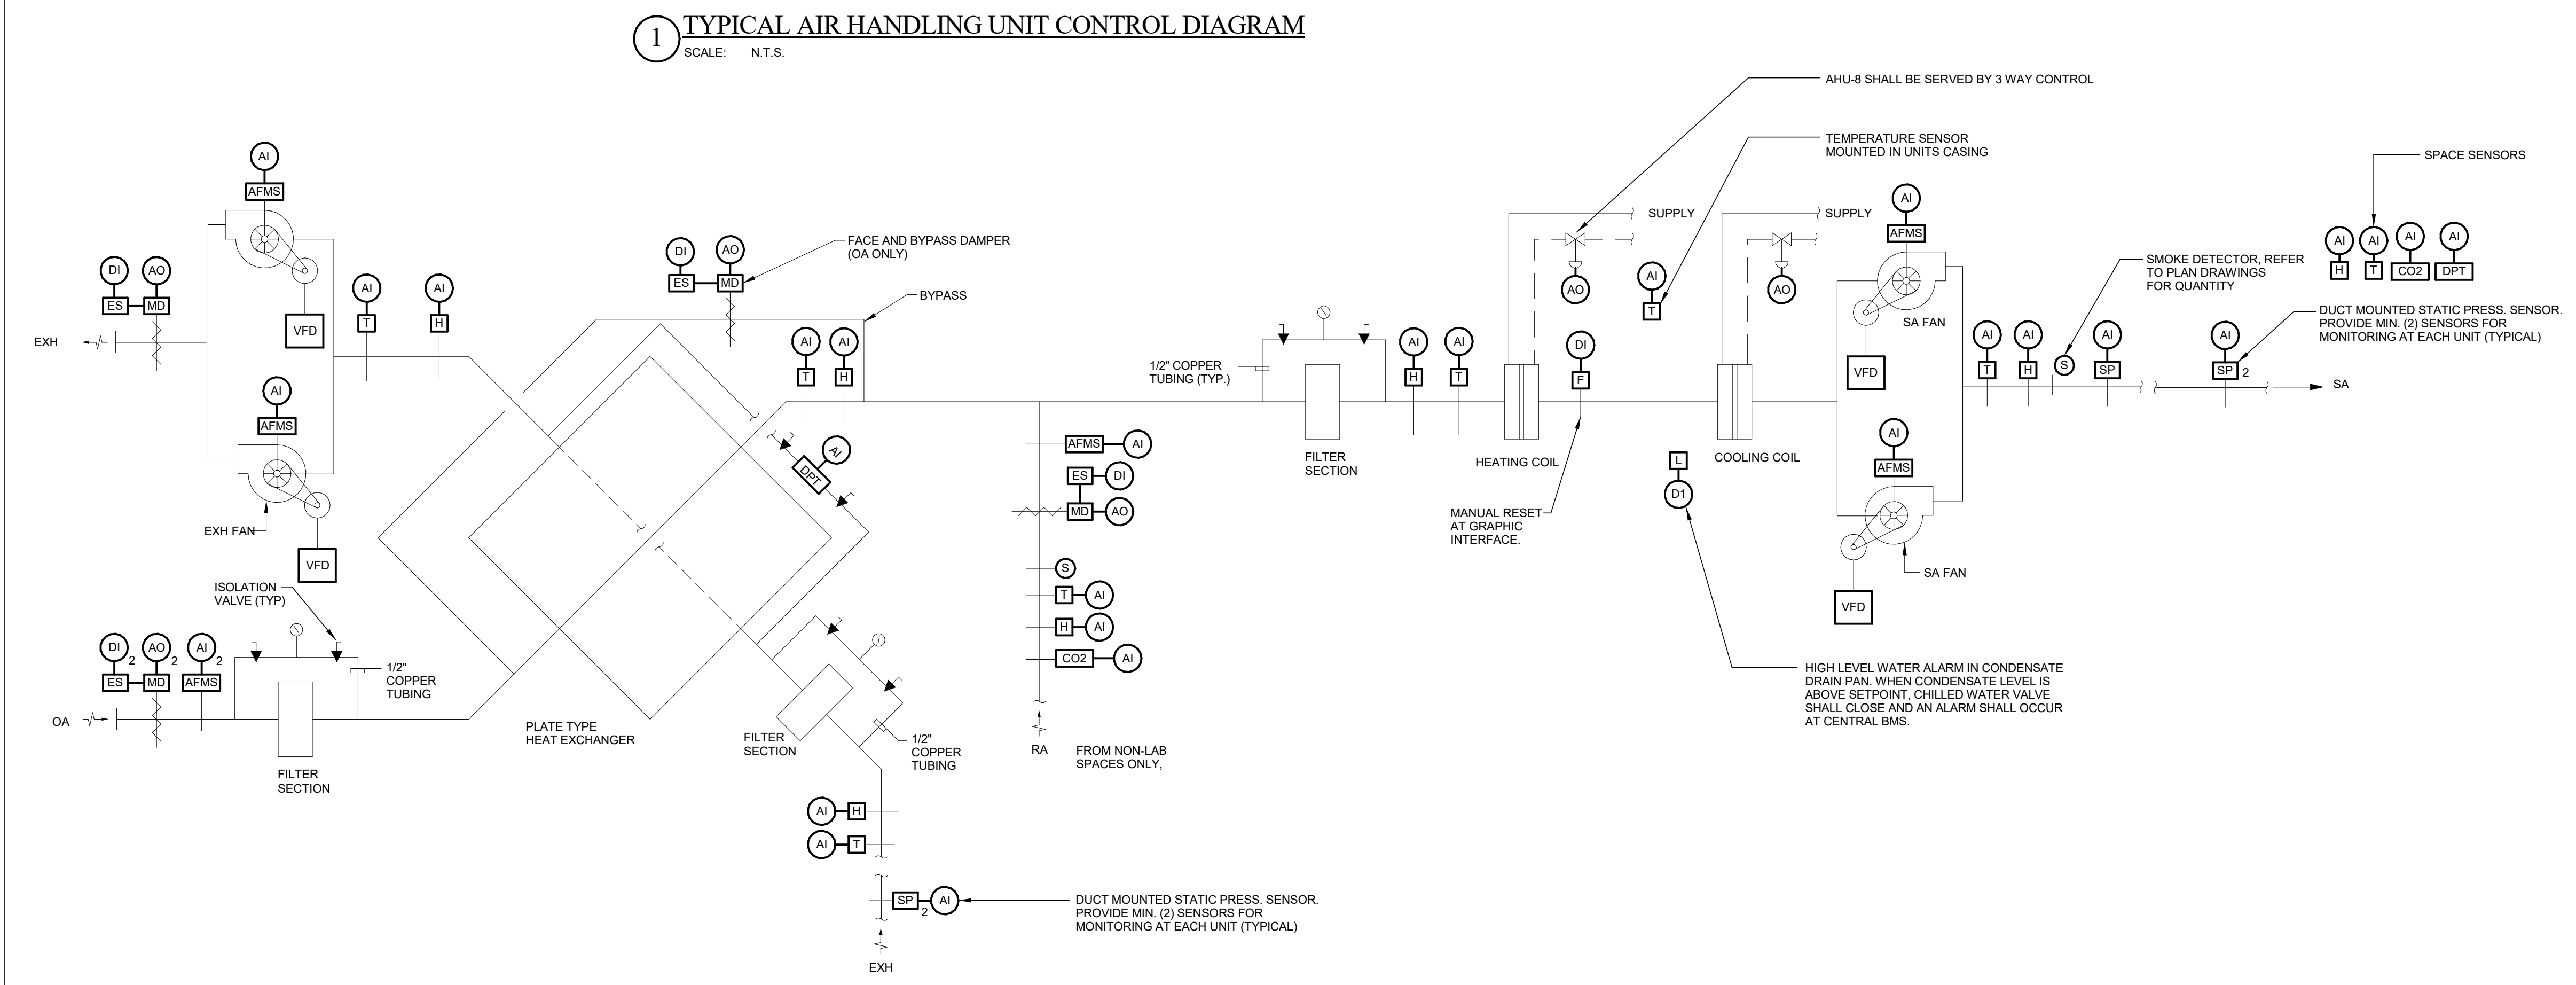 1 TYPICAL AIR HANDLING UNIT CONTROL DIAGRAM
SCALE: N.T.S.
AHU-8 SHALL BE SERVED BY 3 WAY CONTROL
TEMPERATURE SENSOR
MOUNTED IN UNITS CASING
SPACE SENSORS
AI
AFMS
VFD
DI
AO
ES
MD
EXH
AI
T
AI
H
AI
AFMS
EXH FAN
VFD
DI
AO
ES
MD
FACE AND BYPASS DAMPER
(OA ONLY)
BYPASS
AI
T
AI
H
AI
DPT
ISOLATION
VALVE (TYP)
DI
2
AO
2
AI
2
ES
MD
AFMS
1/2"
COPPER
TUBING
OA
FILTER
SECTION
PLATE TYPE
HEAT EXCHANGER
FILTER
SECTION
1/2"
COPPER
TUBING
AI
H
AI
T
SP
2
AI
DUCT MOUNTED STATIC PRESS. SENSOR.
PROVIDE MIN. (2) SENSORS FOR
MONITORING AT EACH UNIT (TYPICAL)
EXH
AFMS
AI
ES
DI
MD
AO
S
T
AI
H
AI
CO2
AI
RA
FROM NON-LAB
SPACES ONLY,
1/2" COPPER
TUBING (TYP.)
FILTER
SECTION
AI
H
AI
T
SUPPLY
AO
HEATING COIL
DI
F
MANUAL RESET
AT GRAPHIC
INTERFACE.
AI
T
SUPPLY
AO
COOLING COIL
L
D1
HIGH LEVEL WATER ALARM IN CONDENSATE
DRAIN PAN. WHEN CONDENSATE LEVEL IS
ABOVE SETPOINT, CHILLED WATER VALVE
SHALL CLOSE AND AN ALARM SHALL OCCUR
AT CENTRAL BMS.
AI
AFMS
SA FAN
VFD
AI
AFMS
SA FAN
VFD
AI
T
AI
H
S
SMOKE DETECTOR, REFER
TO PLAN DRAWINGS
FOR QUANTITY
AI
SP
AI
SP
2
DUCT MOUNTED STATIC PRESS. SENSOR.
PROVIDE MIN. (2) SENSORS FOR
MONITORING AT EACH UNIT (TYPICAL)
SA
AI
H
AI
T
AI
CO2
AI
DPT